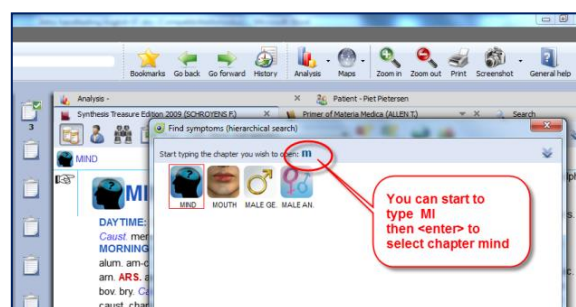 Bookmarks Go back Go forward History Analysis Maps Zoom in Zoom out Print Screenshot General help
Analysis - Patient - Piet Pietersen
Synthesis Treasure Edition 2009 (SCHROYENS F.) Primer of Materia Medica (ALLEN T.) Search
3
Find symptoms (hierarchical search)
Start typing the chapter you wish to open: m
MIND
MIND MOUTH MALE GE. MALE AN.
MI
You can start to
type MI
then <enter> to
select chapter mind
DAYTIME:
Caust. mer
MORNING
alum. am-c
arn. ARS. a
bov. bry. Ca
caust. char